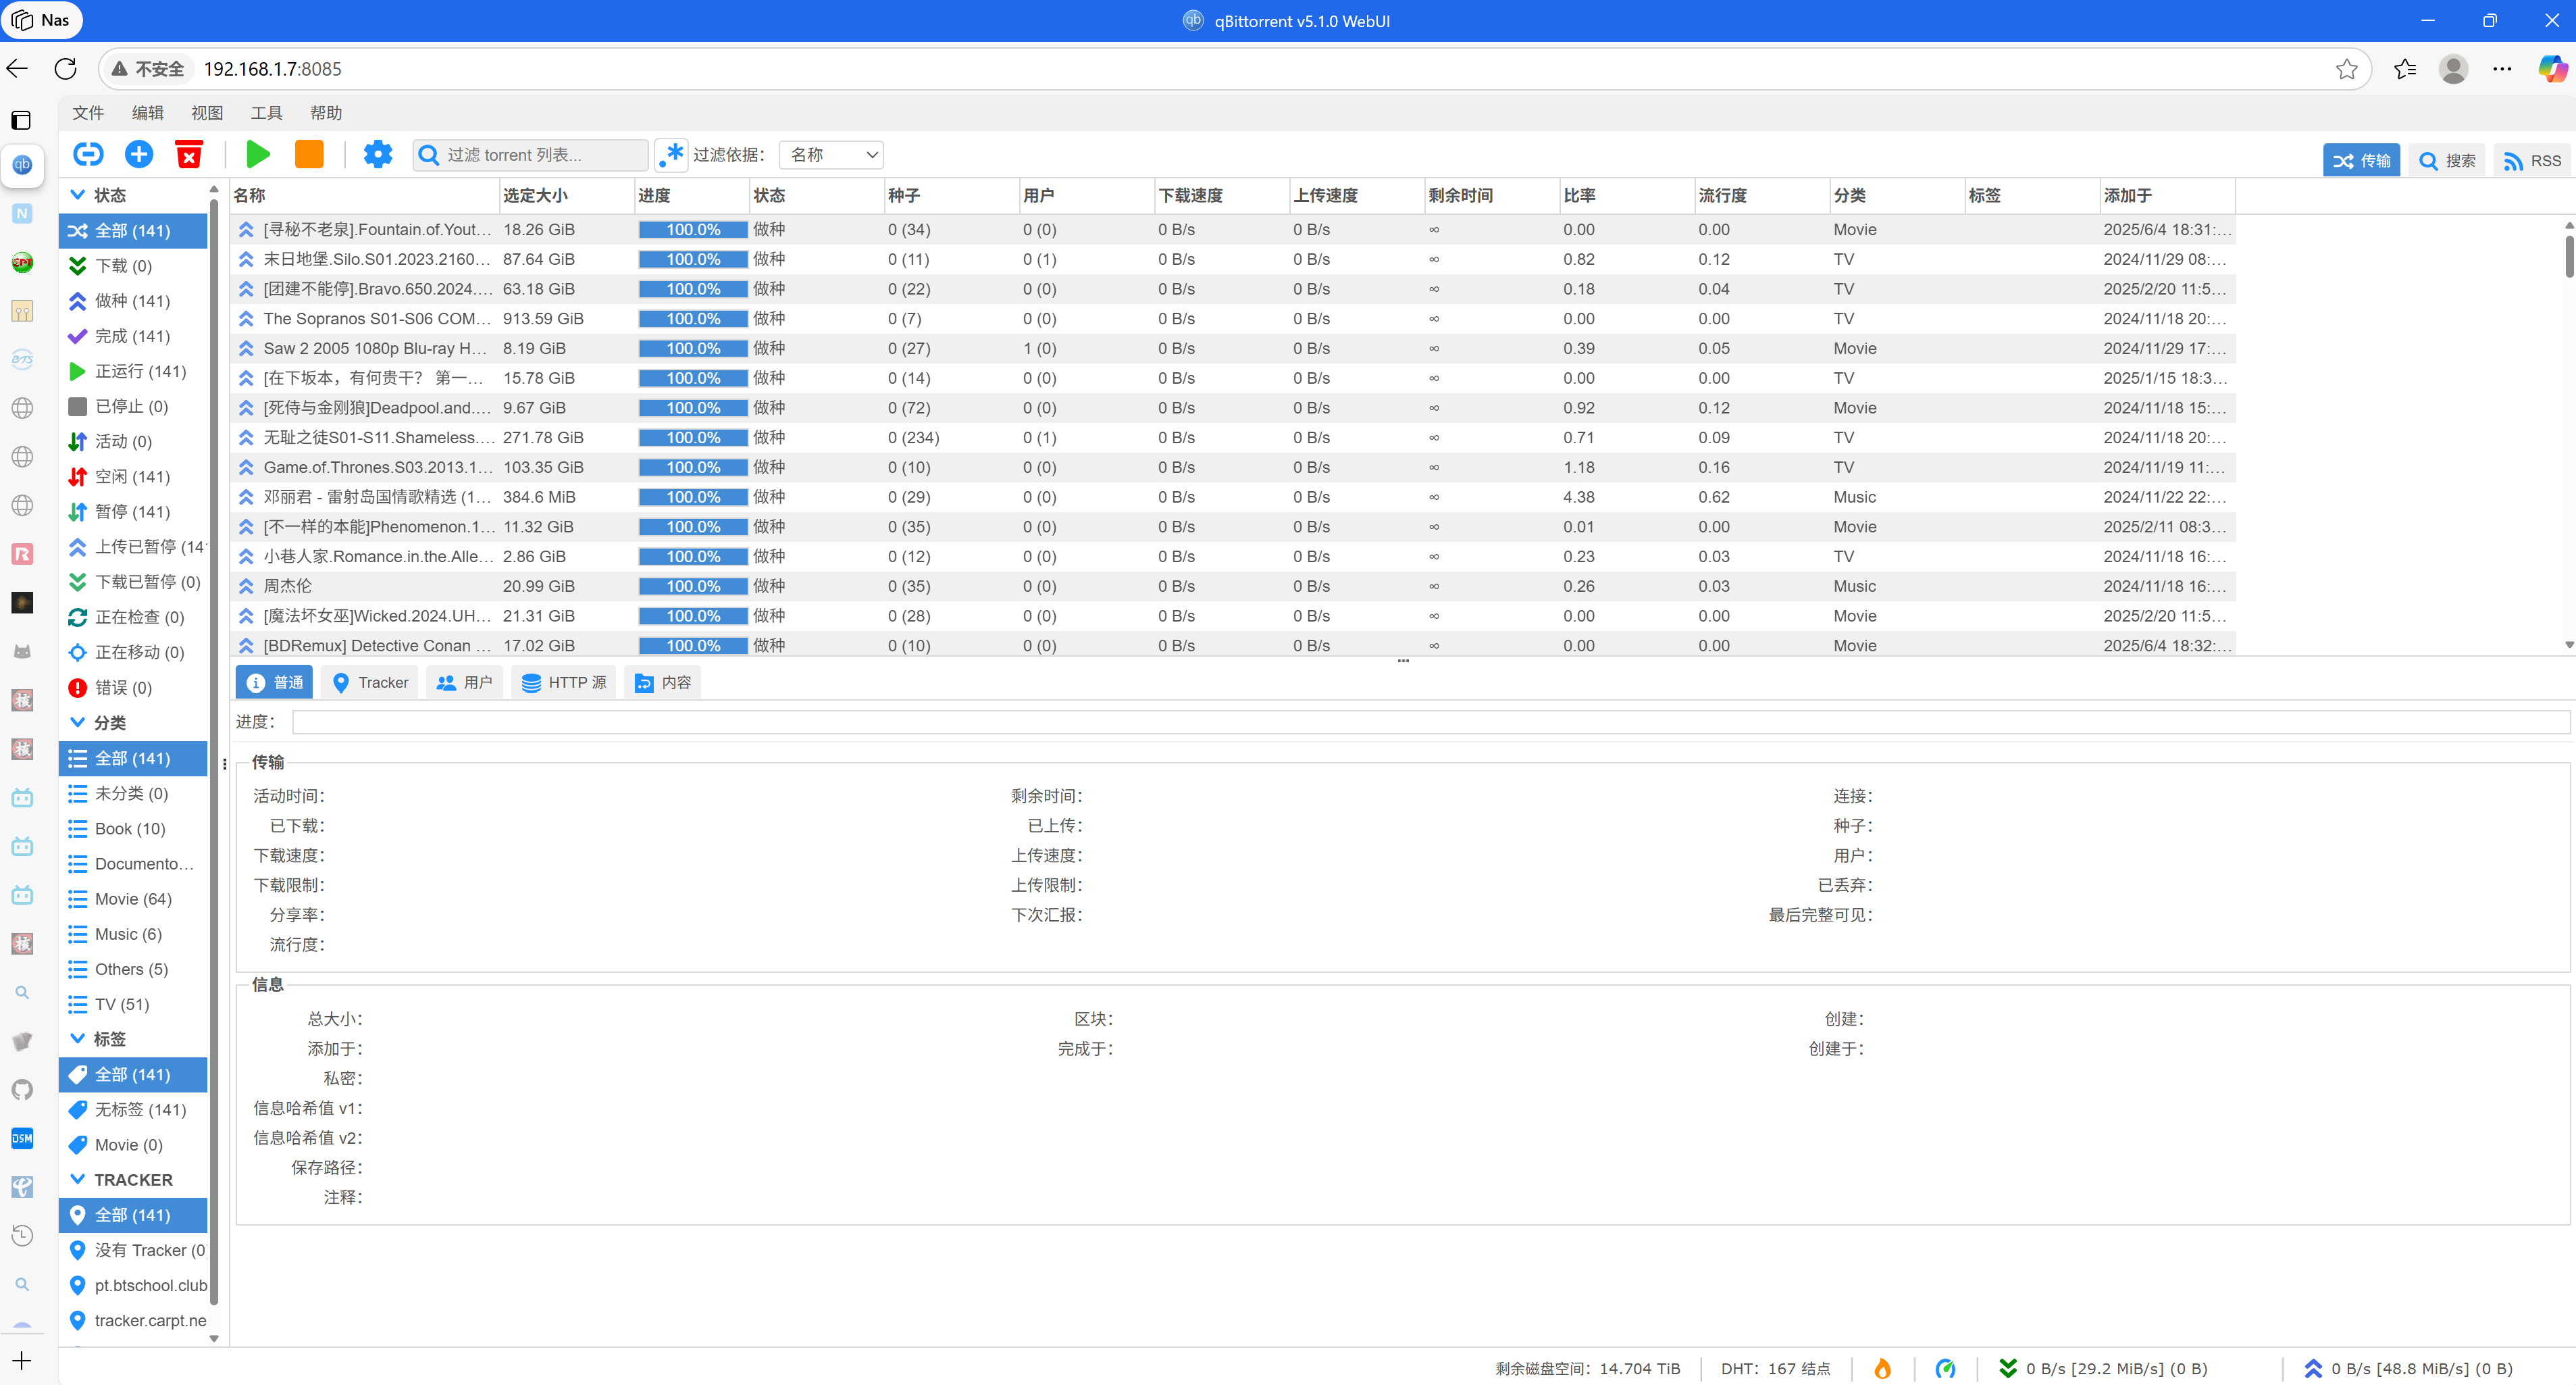 Nas
qBittorrent v5.1.0 WebUI
不安全 192.168.1.7:8085
文件 编辑 视图 工具 帮助
过滤 torrent 列表... .* 过滤依据： 名称 传输 搜索 RSS
状态
全部 (141)
下载 (0)
做种 (141)
完成 (141)
正运行 (141)
已停止 (0)
活动 (0)
空闲 (141)
暂停 (141)
上传已暂停 (14
下载已暂停 (0)
正在检查 (0)
正在移动 (0)
错误 (0)
分类
全部 (141)
未分类 (0)
Book (10)
Documento...
Movie (64)
Music (6)
Others (5)
TV (51)
标签
全部 (141)
无标签 (141)
Movie (0)
TRACKER
全部 (141)
没有 Tracker (0
pt.btschool.club
tracker.carpt.ne
名称 选定大小 进度 状态 种子 用户 下载速度 上传速度 剩余时间 比率 流行度 分类 标签 添加于
[寻秘不老泉].Fountain.of.Yout... 18.26 GiB 100.0% 做种 0 (34) 0 (0) 0 B/s 0 B/s ∞ 0.00 0.00 Movie 2025/6/4 18:31:...
末日地堡.Silo.S01.2023.2160... 87.64 GiB 100.0% 做种 0 (11) 0 (1) 0 B/s 0 B/s ∞ 0.82 0.12 TV 2024/11/29 08:...
[团建不能停].Bravo.650.2024.... 63.18 GiB 100.0% 做种 0 (22) 0 (0) 0 B/s 0 B/s ∞ 0.18 0.04 TV 2025/2/20 11:5...
The Sopranos S01-S06 COM... 913.59 GiB 100.0% 做种 0 (7) 0 (0) 0 B/s 0 B/s ∞ 0.00 0.00 TV 2024/11/18 20:...
Saw 2 2005 1080p Blu-ray H... 8.19 GiB 100.0% 做种 0 (27) 1 (0) 0 B/s 0 B/s ∞ 0.39 0.05 Movie 2024/11/29 17:...
[在下坂本，有何贵干？ 第一... 15.78 GiB 100.0% 做种 0 (14) 0 (0) 0 B/s 0 B/s ∞ 0.00 0.00 TV 2025/1/15 18:3...
[死侍与金刚狼]Deadpool.and.... 9.67 GiB 100.0% 做种 0 (72) 0 (0) 0 B/s 0 B/s ∞ 0.92 0.12 Movie 2024/11/18 15:...
无耻之徒S01-S11.Shameless.... 271.78 GiB 100.0% 做种 0 (234) 0 (1) 0 B/s 0 B/s ∞ 0.71 0.09 TV 2024/11/18 20:...
Game.of.Thrones.S03.2013.1... 103.35 GiB 100.0% 做种 0 (10) 0 (0) 0 B/s 0 B/s ∞ 1.18 0.16 TV 2024/11/19 11:...
邓丽君 - 雷射岛国情歌精选 (1... 384.6 MiB 100.0% 做种 0 (29) 0 (0) 0 B/s 0 B/s ∞ 4.38 0.62 Music 2024/11/22 22:...
[不一样的本能]Phenomenon.1... 11.32 GiB 100.0% 做种 0 (35) 0 (0) 0 B/s 0 B/s ∞ 0.01 0.00 Movie 2025/2/11 08:3...
小巷人家.Romance.in.the.Alle... 2.86 GiB 100.0% 做种 0 (12) 0 (0) 0 B/s 0 B/s ∞ 0.23 0.03 TV 2024/11/18 16:...
周杰伦 20.99 GiB 100.0% 做种 0 (35) 0 (0) 0 B/s 0 B/s ∞ 0.26 0.03 Music 2024/11/18 16:...
[魔法坏女巫]Wicked.2024.UH... 21.31 GiB 100.0% 做种 0 (28) 0 (0) 0 B/s 0 B/s ∞ 0.00 0.00 Movie 2025/2/20 11:5...
[BDRemux] Detective Conan ... 17.02 GiB 100.0% 做种 0 (10) 0 (0) 0 B/s 0 B/s ∞ 0.00 0.00 Movie 2025/6/4 18:32:...
普通 Tracker 用户 HTTP 源 内容
进度：
传输
活动时间： 剩余时间： 连接：
已下载： 已上传： 种子：
下载速度： 上传速度： 用户：
下载限制： 上传限制： 已丢弃：
分享率： 下次汇报： 最后完整可见：
流行度：
信息
总大小： 区块： 创建：
添加于： 完成于： 创建于：
私密：
信息哈希值 v1：
信息哈希值 v2：
保存路径：
注释：
剩余磁盘空间：14.704 TiB DHT：167 结点 0 B/s [29.2 MiB/s] (0 B) 0 B/s [48.8 MiB/s] (0 B)